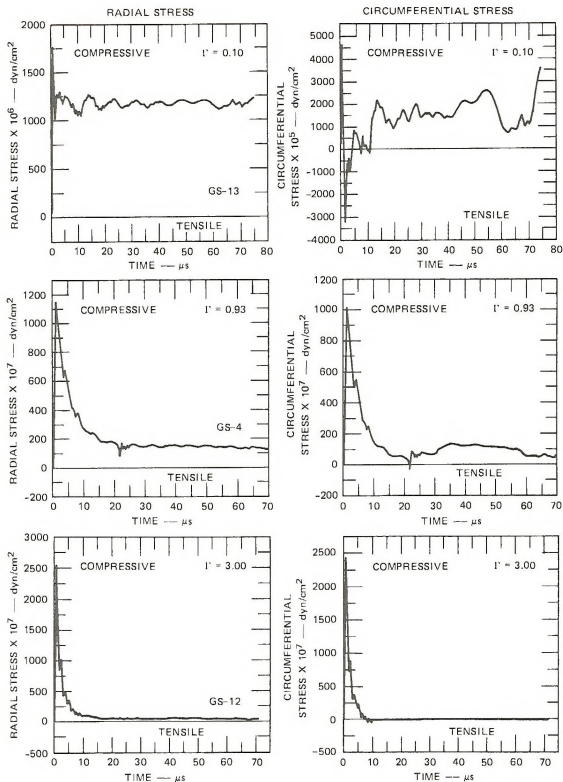 RADIAL STRESS
CIRCUMFERENTIAL STRESS
RADIAL STRESS X 10⁶ — dyn/cm2
2000
1500
1000
500
0
COMPRESSIVE Γ = 0.10
GS-13
TENSILE
0 10 20 30 40 50 60 70 80
TIME — μs
CIRCUMFERENTIAL
STRESS X 10⁵ — dyn/cm2
5000
4000
3000
2000
1000
0
-1000
-2000
-3000
-4000
COMPRESSIVE Γ = 0.10
TENSILE
0 10 20 30 40 50 60 70 80
TIME — μs
RADIAL STRESS X 10⁷ — dyn/cm2
1200
1000
800
600
400
200
0
-200
COMPRESSIVE Γ = 0.93
GS-4
TENSILE
0 10 20 30 40 50 60 70
TIME — μs
CIRCUMFERENTIAL
STRESS X 10⁷ — dyn/cm2
1200
1000
800
600
400
200
0
-200
COMPRESSIVE Γ = 0.93
TENSILE
0 10 20 30 40 50 60 70
TIME — μs
RADIAL STRESS X 10⁷ — dyn/cm2
3000
2500
2000
1500
1000
500
0
-500
COMPRESSIVE Γ = 3.00
GS-12
TENSILE
0 10 20 30 40 50 60 70
TIME — μs
CIRCUMFERENTIAL
STRESS X 10⁷ — dyn/cm2
2500
2000
1500
1000
500
0
-500
COMPRESSIVE Γ = 3.00
TENSILE
0 10 20 30 40 50 60 70
TIME — μs